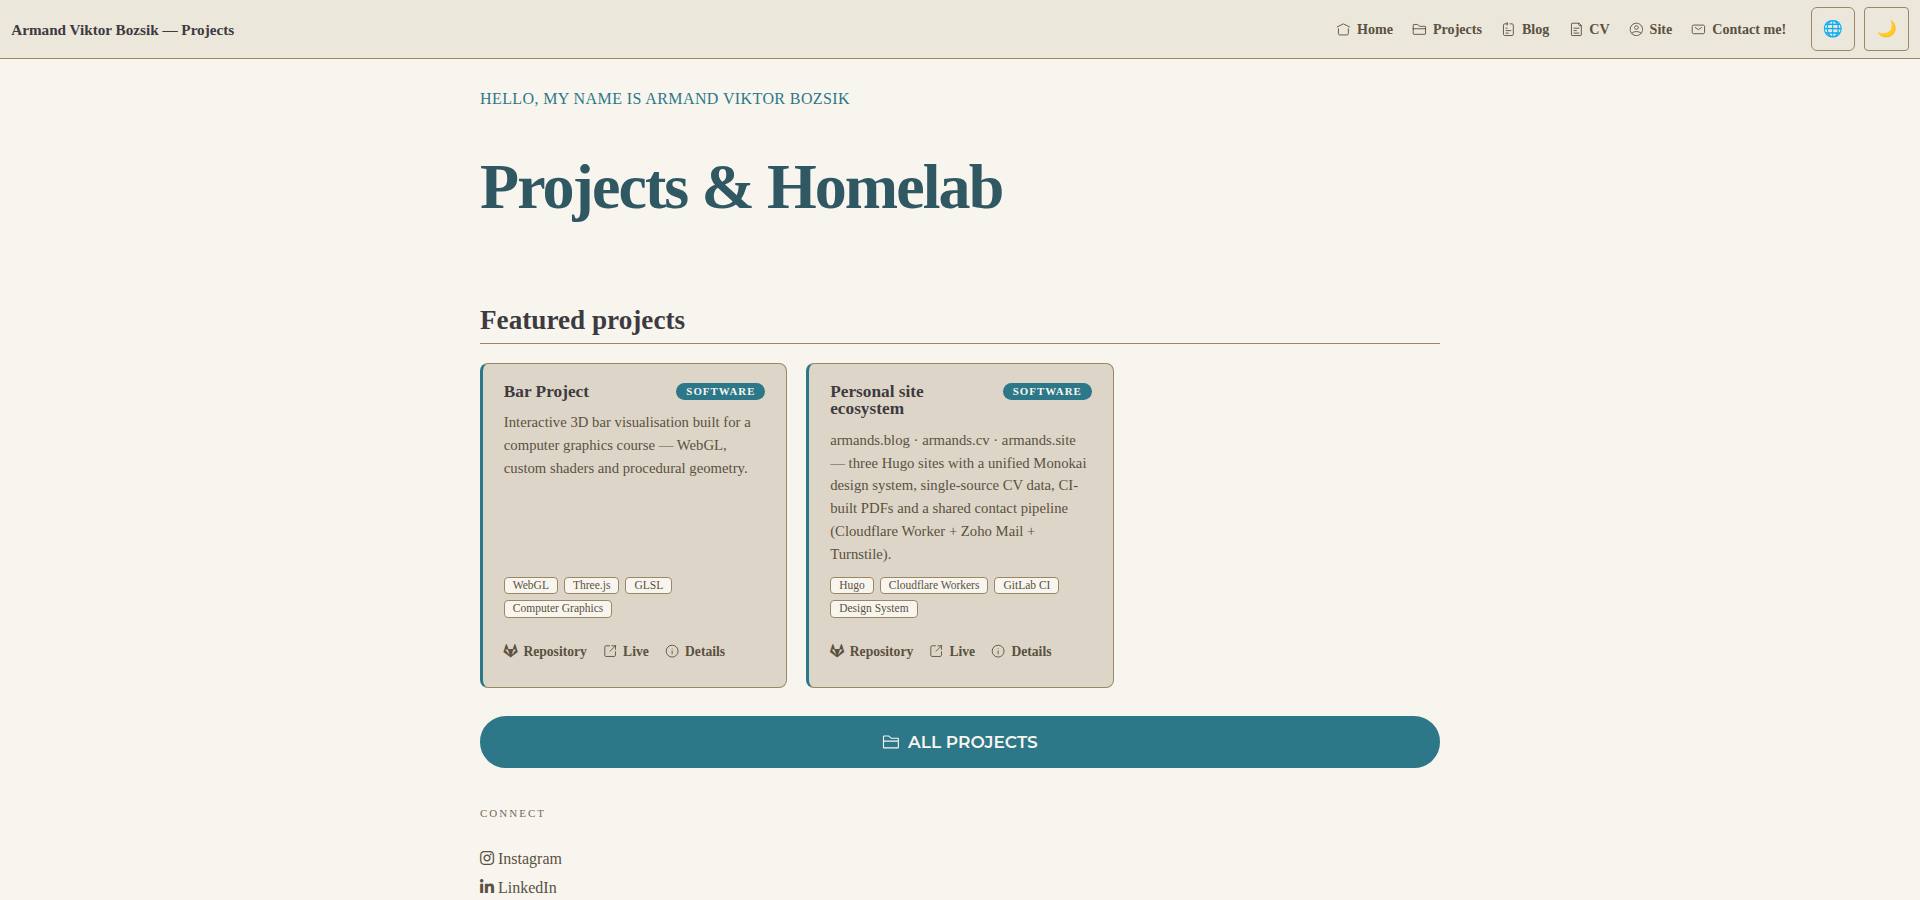 Armand Viktor Bozsik — Projects
Home Projects Blog CV Site Contact me!
HELLO, MY NAME IS ARMAND VIKTOR BOZSIK
Projects & Homelab
Featured projects
Bar Project
SOFTWARE
Interactive 3D bar visualisation built for a
computer graphics course — WebGL,
custom shaders and procedural geometry.
WebGL Three.js GLSL
Computer Graphics
Repository Live Details
Personal site
ecosystem
SOFTWARE
armands.blog · armands.cv · armands.site
— three Hugo sites with a unified Monokai
design system, single-source CV data, CI-
built PDFs and a shared contact pipeline
(Cloudflare Worker + Zoho Mail +
Turnstile).
Hugo Cloudflare Workers GitLab CI
Design System
Repository Live Details
ALL PROJECTS
CONNECT
Instagram
LinkedIn